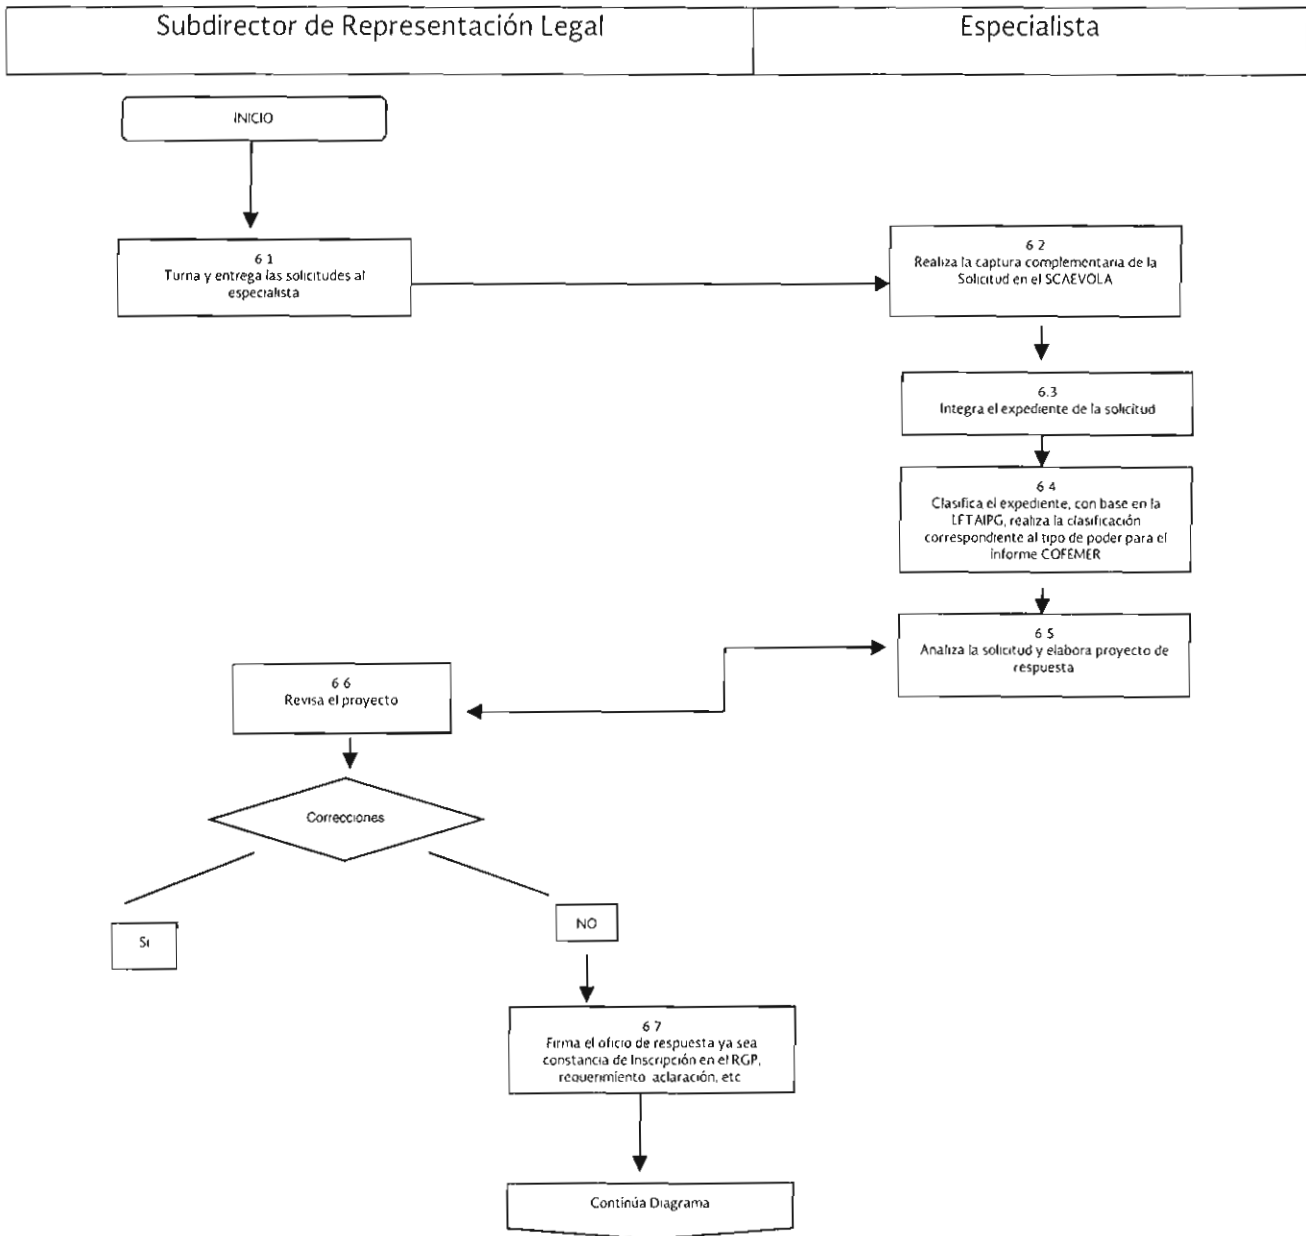 Subdirector de Representación Legal
Especialista
INICIO
6 1
Turna y entrega las solicitudes al
especialista
6 2
Realiza la captura complementaria de la
Solicitud en el SCAEVOLA
6.3
Integra el expediente de la solicitud
6 4
Clasifica el expediente, con base en la
LFTAIPG, realiza la clasificación
correspondiente al tipo de poder para el
informe COFEMER
6 5
Analiza la solicitud y elabora proyecto de
respuesta
6 6
Revisa el proyecto
Correcciones
Si
NO
6 7
Firma el oficio de respuesta ya sea
constancia de Inscripción en el RGP,
requerimiento aclaración, etc
Continúa Diagrama